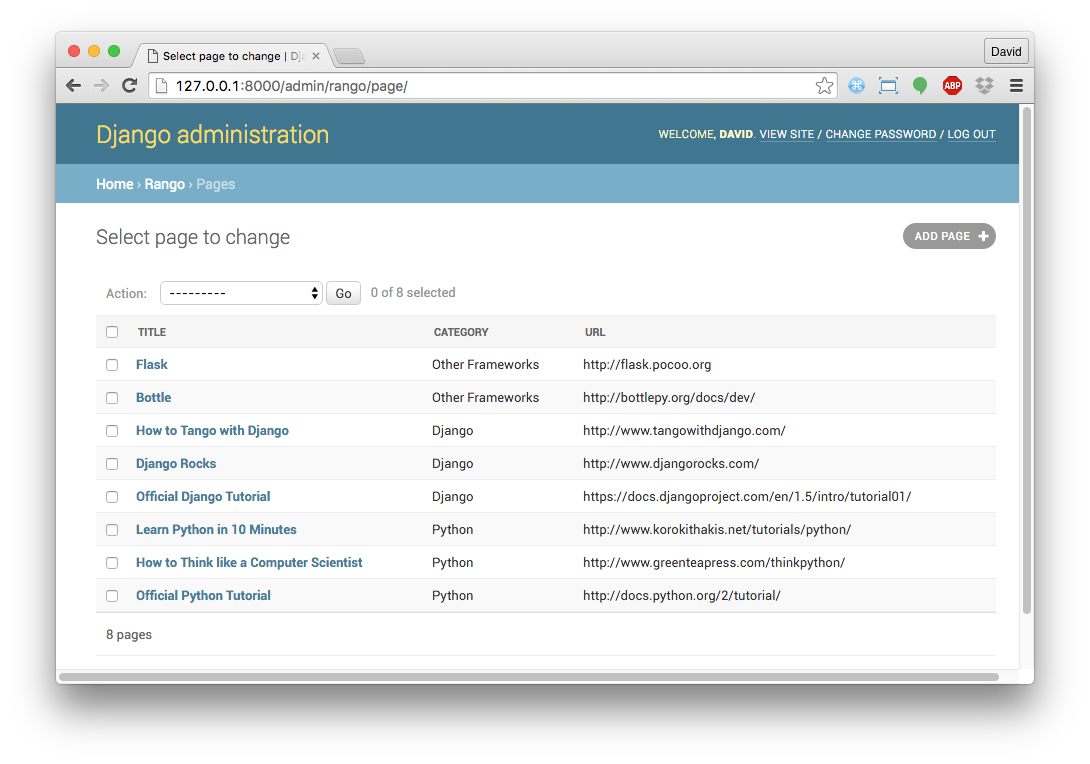 Select page to change | Dj
David
127.0.0.1:8000/admin/rango/page/
ABP
Django administration
WELCOME, DAVID. VIEW SITE / CHANGE PASSWORD / LOG OUT
Home › Rango › Pages
Select page to change
ADD PAGE +
Action: --------- Go 0 of 8 selected
TITLE CATEGORY URL
Flask Other Frameworks http://flask.pocoo.org
Bottle Other Frameworks http://bottlepy.org/docs/dev/
How to Tango with Django Django http://www.tangowithdjango.com/
Django Rocks Django http://www.djangorocks.com/
Official Django Tutorial Django https://docs.djangoproject.com/en/1.5/intro/tutorial01/
Learn Python in 10 Minutes Python http://www.korokithakis.net/tutorials/python/
How to Think like a Computer Scientist Python http://www.greenteapress.com/thinkpython/
Official Python Tutorial Python http://docs.python.org/2/tutorial/
8 pages